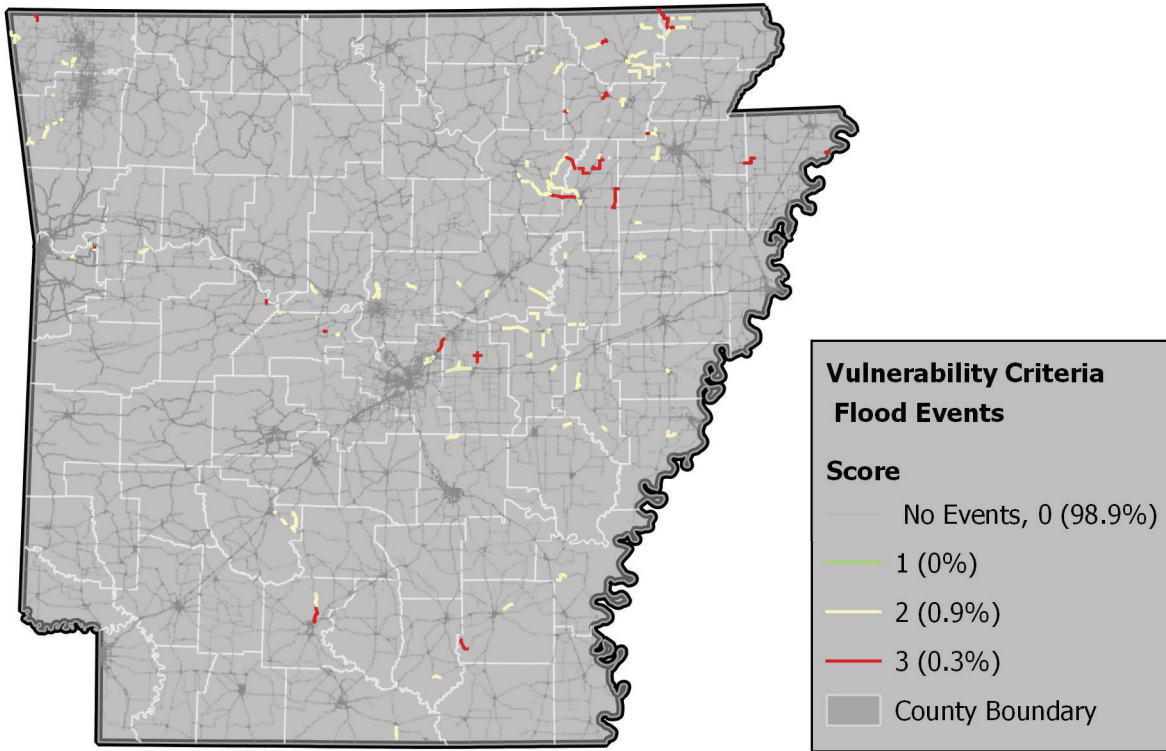 Vulnerability Criteria
Flood Events
Score
No Events, 0 (98.9%)
1 (0%)
2 (0.9%)
3 (0.3%)
County Boundary